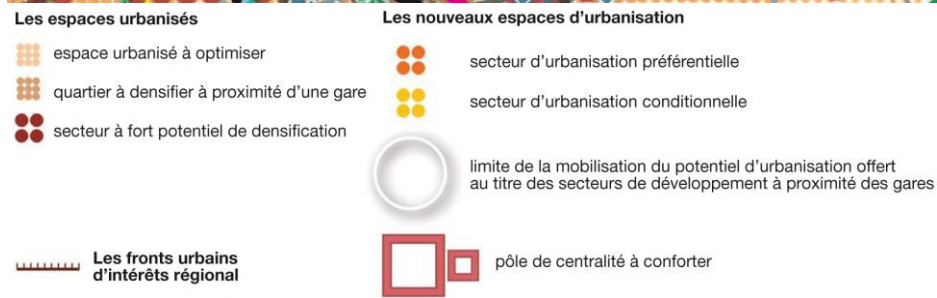 Les espaces urbanisés
espace urbanisé à optimiser
quartier à densifier à proximité d'une gare
secteur à fort potentiel de densification
Les fronts urbains
d'intérêts régional
Les nouveaux espaces d'urbanisation
secteur d'urbanisation préférentielle
secteur d'urbanisation conditionnelle
limite de la mobilisation du potentiel d'urbanisation offert
au titre des secteurs de développement à proximité des gares
pôle de centralité à conforter